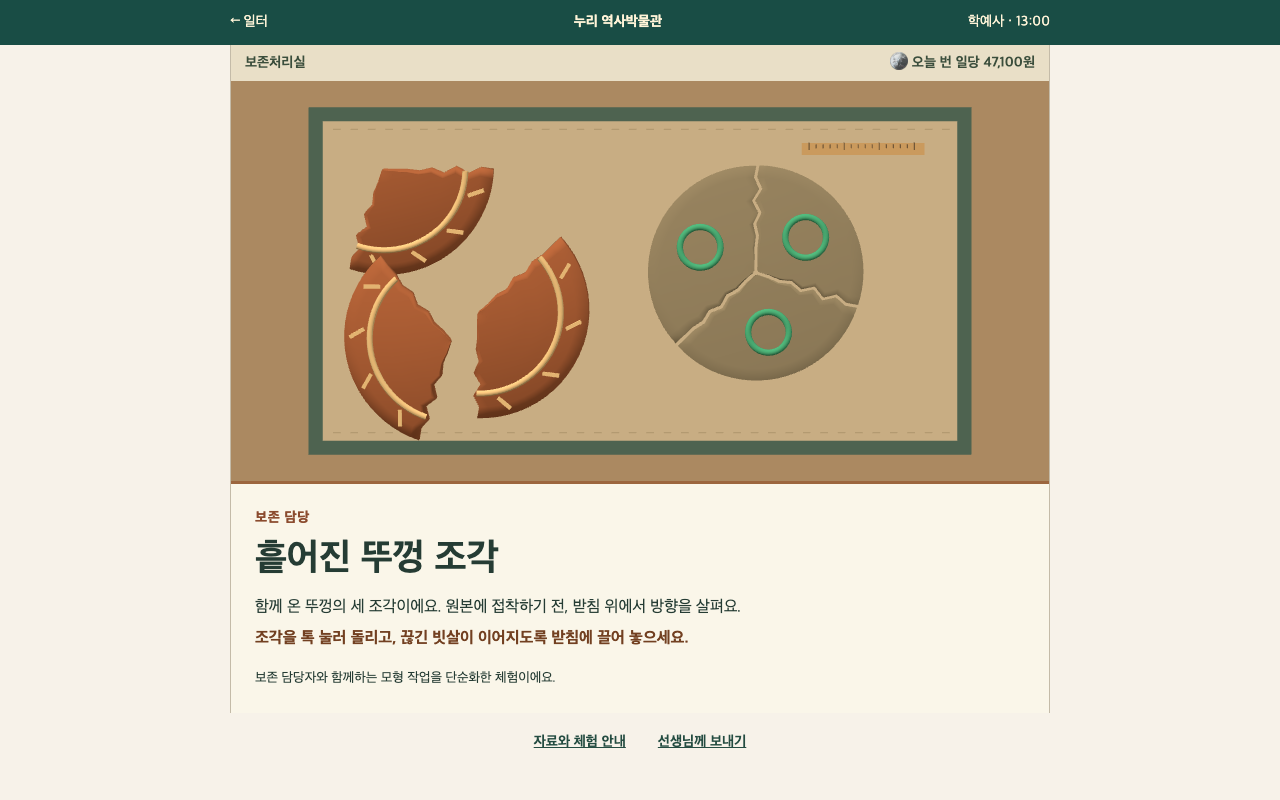 ← 일터
누리 역사박물관
학예사 · 13:00
보존처리실
오늘 번 일당 47,100원
보존 담당
흩어진 뚜껑 조각
함께 온 뚜껑의 세 조각이에요. 원본에 접착하기 전, 받침 위에서 방향을 살펴요.
조각을 톡 눌러 돌리고, 끊긴 빗살이 이어지도록 받침에 끌어 놓으세요.
보존 담당자와 함께하는 모형 작업을 단순화한 체험이에요.
자료와 체험 안내
선생님께 보내기